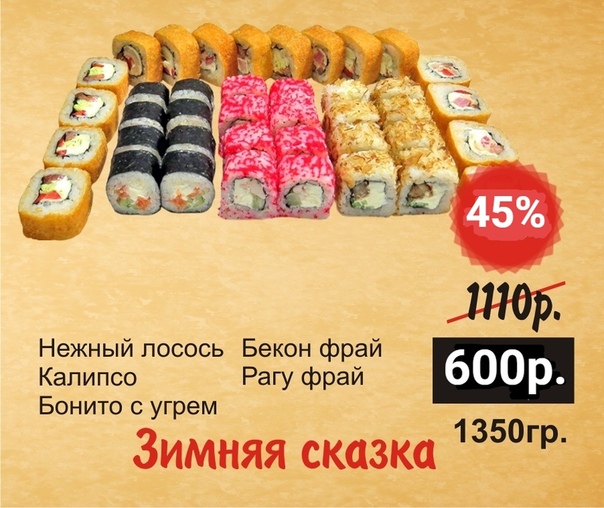 45%
1110р.
600р.
1350гр.
Нежный лосось
Калипсо
Бонито с угрем
Бекон фрай
Рагу фрай
Зимняя сказка